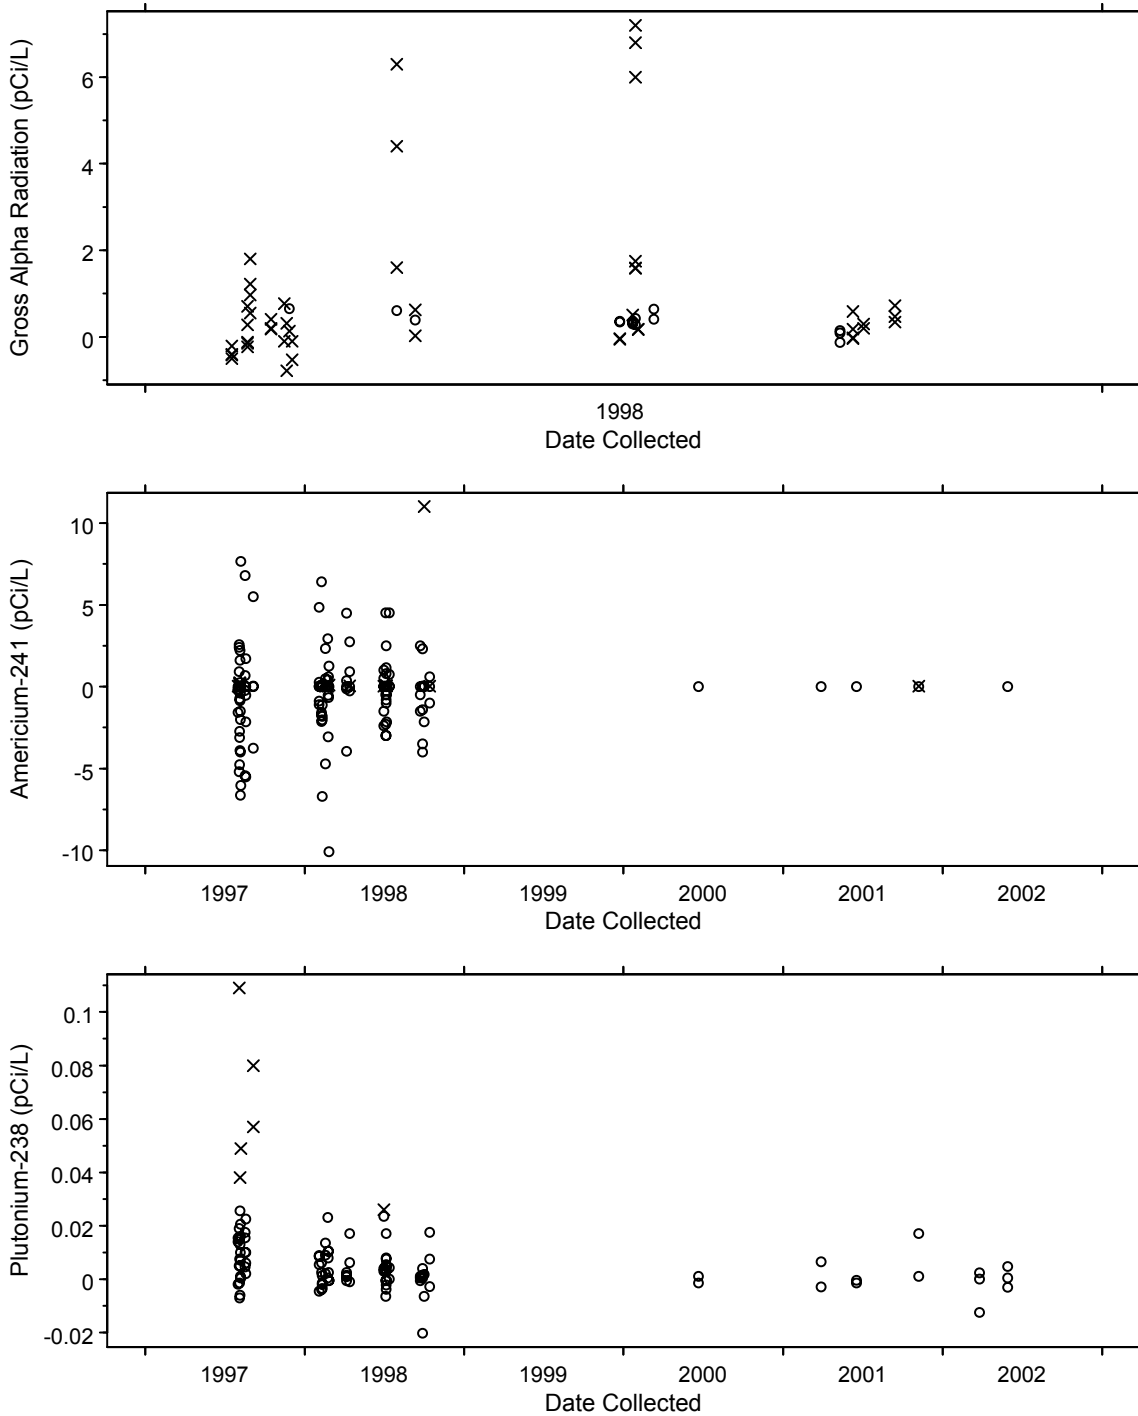 Gross Alpha Radiation (pCi/L)
6
4
2
0
1998
Date Collected
Americium-241 (pCi/L)
10
5
0
-5
-10
1997 1998 1999 2000 2001 2002
Date Collected
Plutonium-238 (pCi/L)
0.1
0.08
0.06
0.04
0.02
0
-0.02
1997 1998 1999 2000 2001 2002
Date Collected